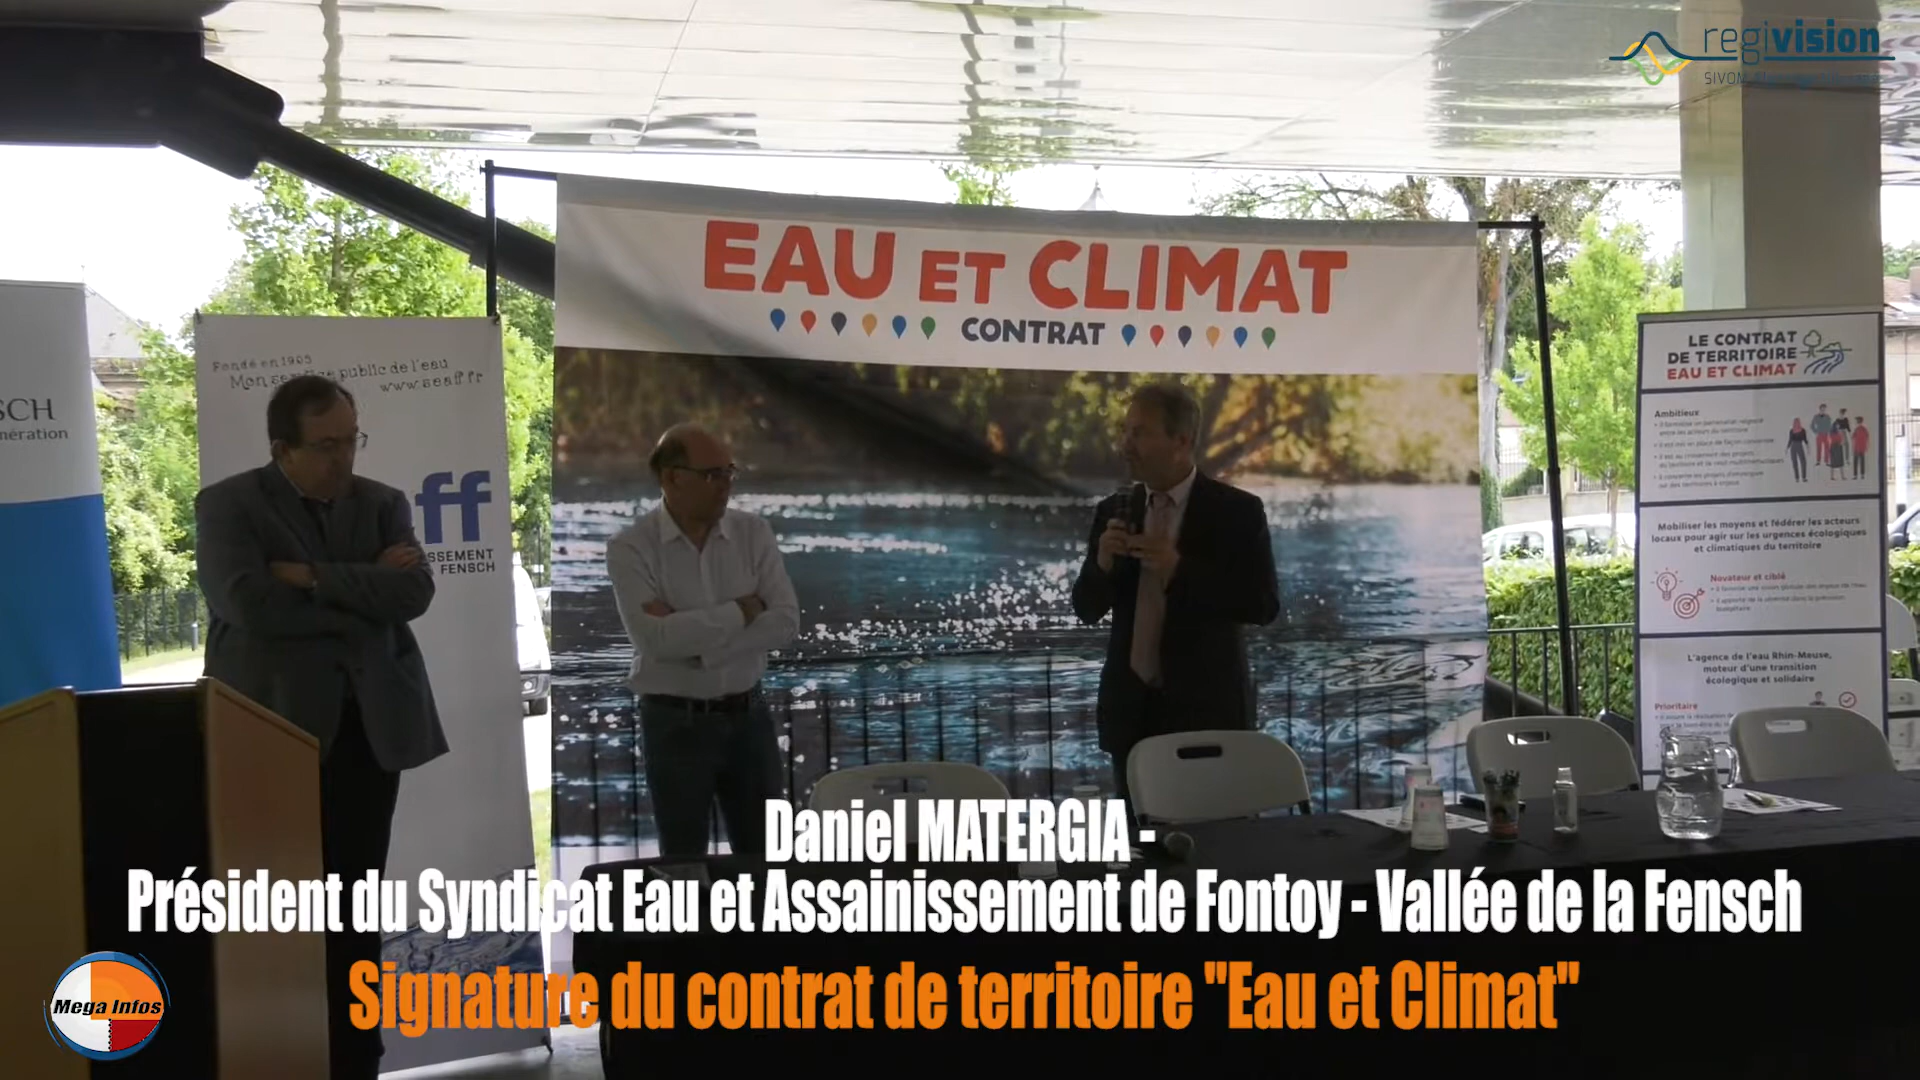 regivision
SIVOM
EAU ET CLIMAT
CONTRAT
Fondé en 1905
Mon service public de l'eau
www.seaff.fr
SCH
nération
ff
SSEMENT
FENSCH
LE CONTRAT
DE TERRITOIRE
EAU ET CLIMAT
Ambitieux
Mobiliser les moyens et fédérer les acteurs
locaux pour agir sur les urgences écologiques
et climatiques du territoire
Novateur et ciblé
L'agence de l'eau Rhin-Meuse,
moteur d'une transition
écologique et solidaire
Prioritaire
Daniel MATERGIA -
Président du Syndicat Eau et Assainissement de Fontoy - Vallée de la Fensch
Signature du contrat de territoire "Eau et Climat"
Mega Infos